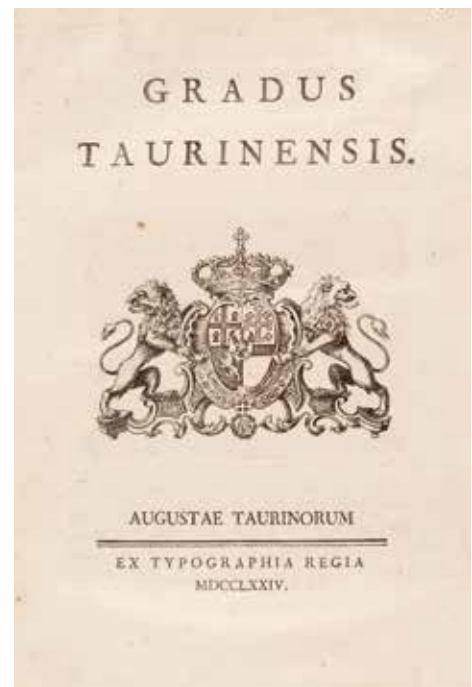 GRADUS
TAURINENSIS.
AUGUSTAE TAURINORUM
EX TYPOGRAPHIA REGIA
MDCCLXXIV.